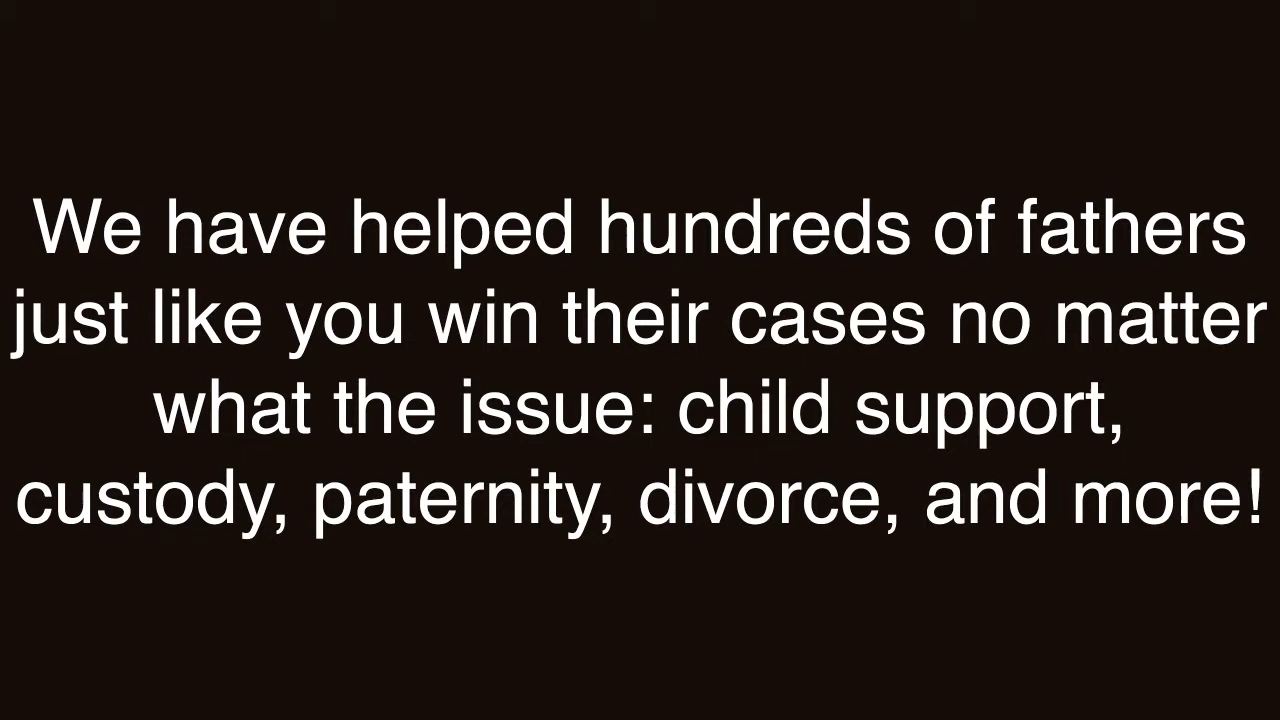 We have helped hundreds of fathers
just like you win their cases no matter
what the issue: child support,
custody, paternity, divorce, and more!